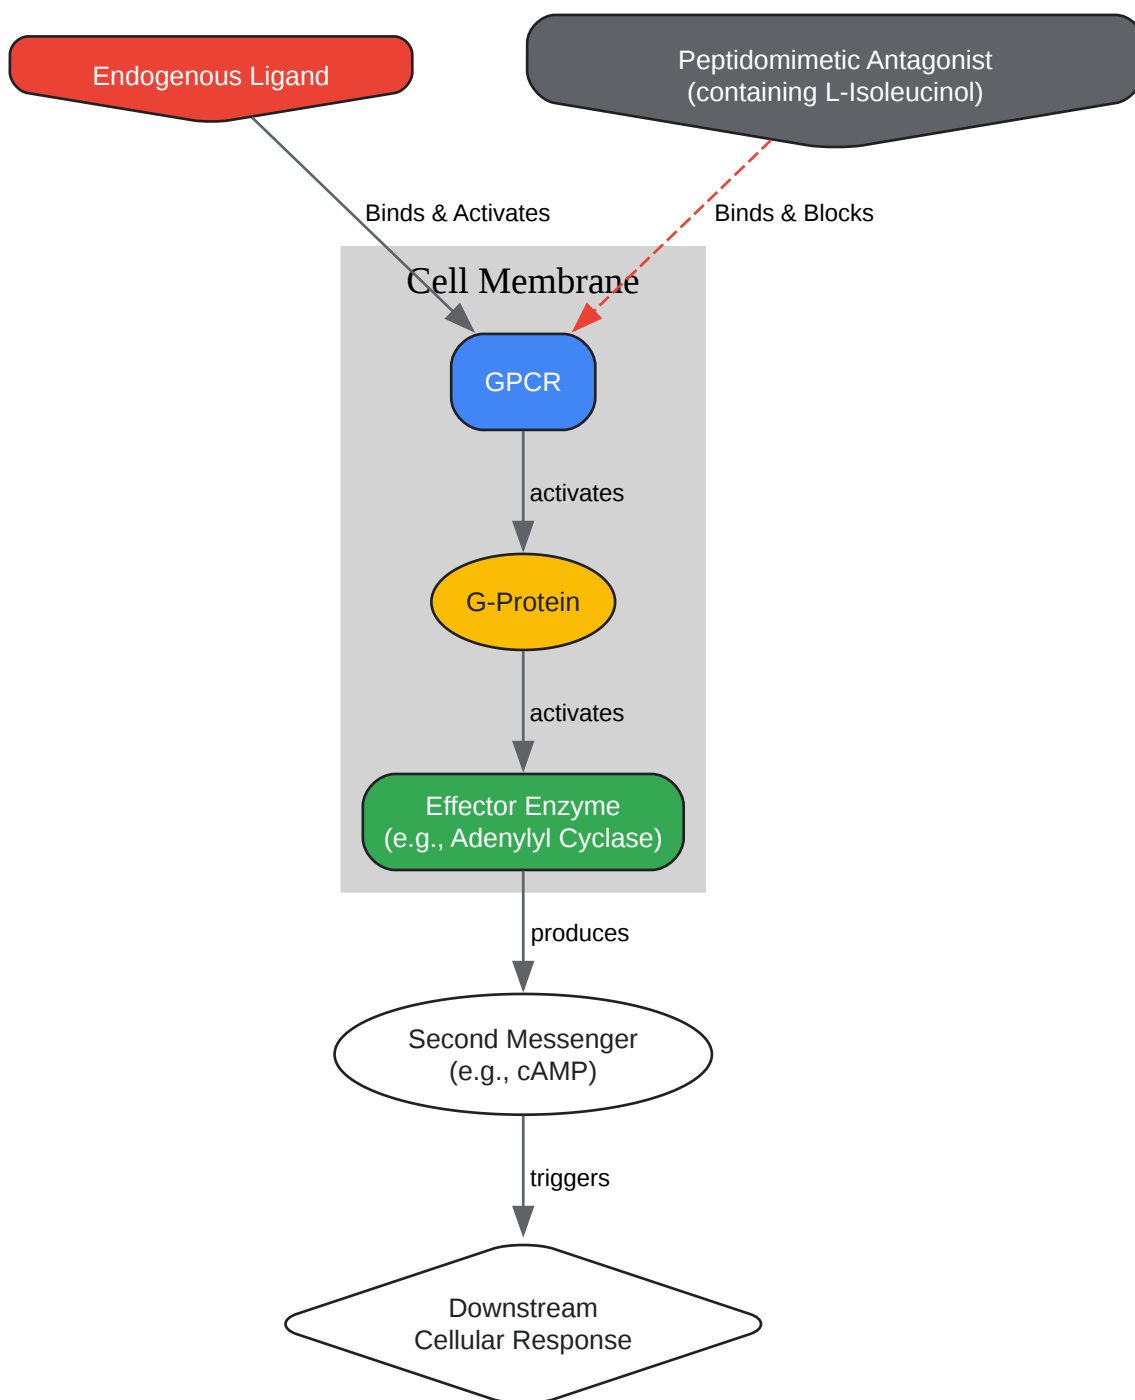 Endogenous Ligand
Peptidomimetic Antagonist
(containing L-Isoleucinol)
Binds & Activates
Binds & Blocks
Cell Membrane
GPCR
activates
G-Protein
activates
Effector Enzyme
(e.g., Adenylyl Cyclase)
produces
Second Messenger
(e.g., cAMP)
triggers
Downstream
Cellular Response